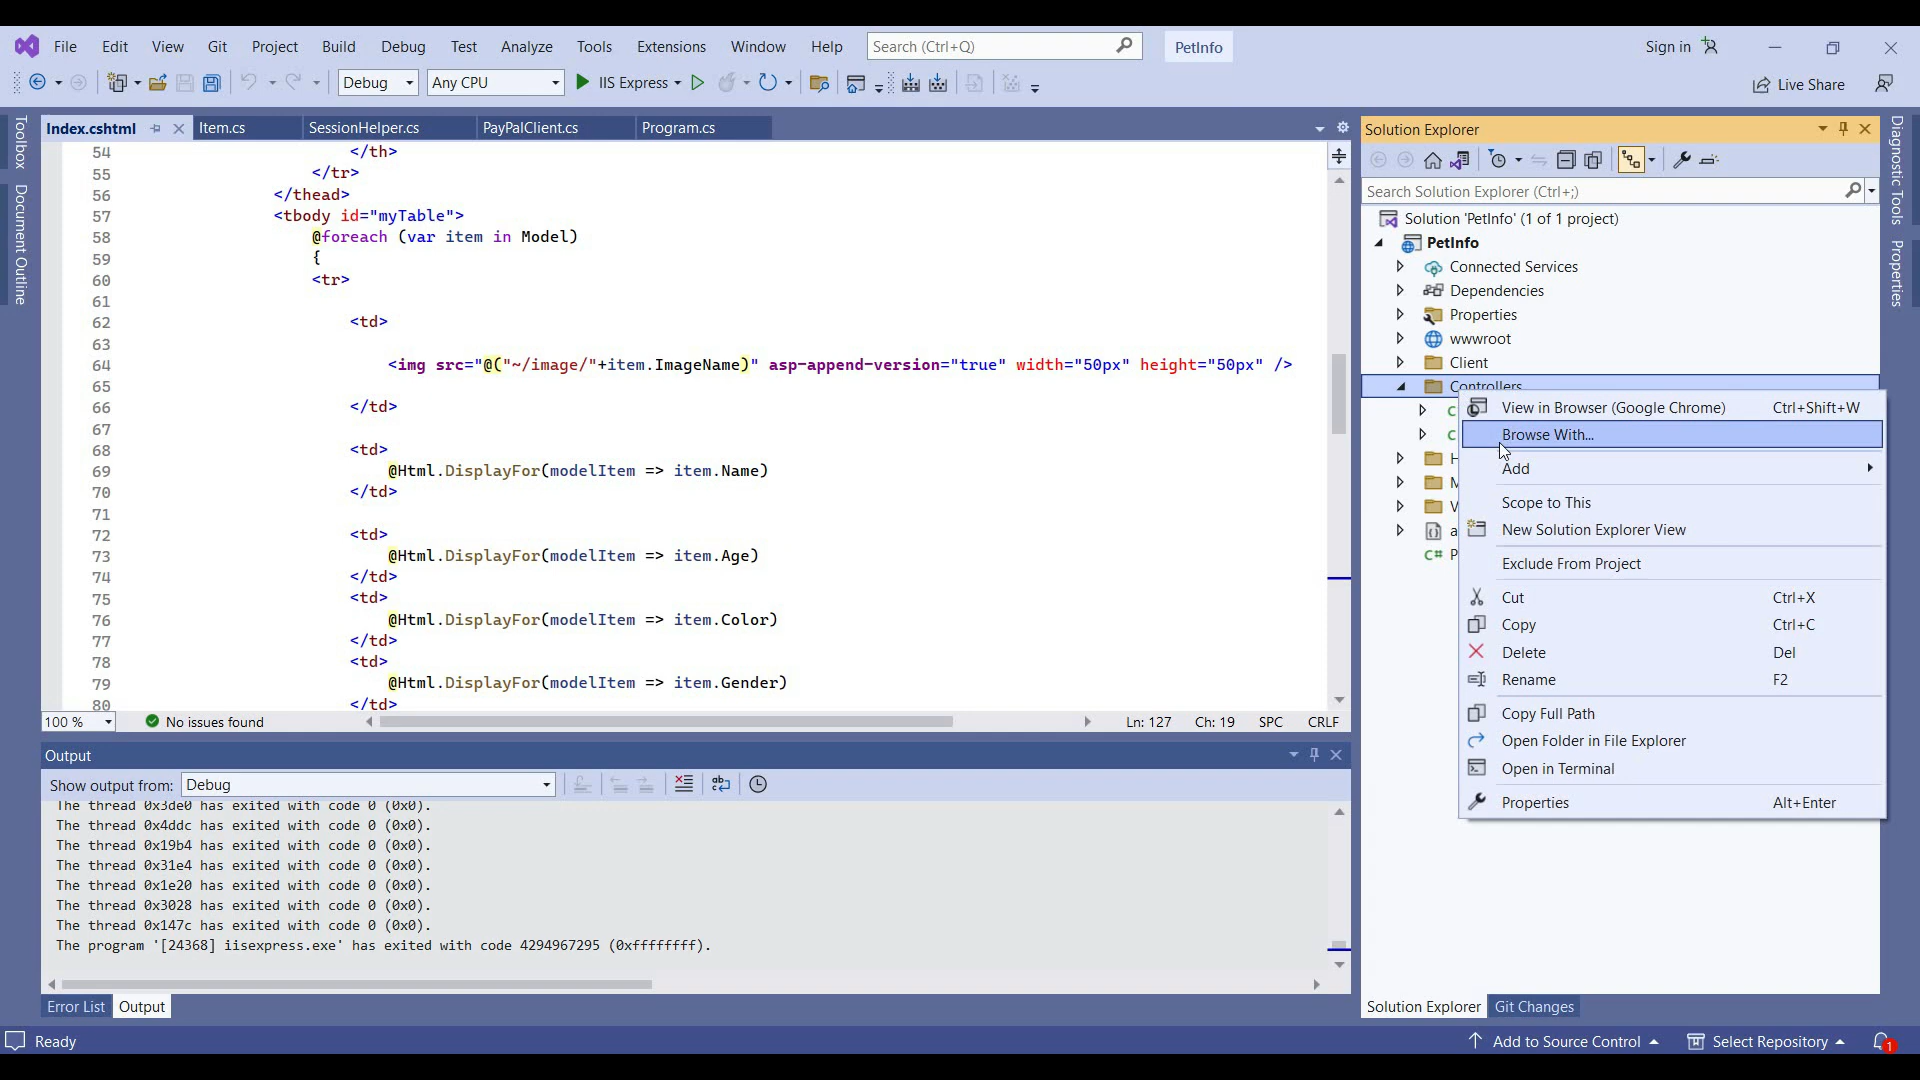 File Edit View Git Project Build Debug Test Analyze Tools Extensions Window Help Search (Ctrl+Q) PetInfo Sign in
Debug Any CPU IIS Express Live Share
Toolbox
Document Outline
Index.cshtml Item.cs SessionHelper.cs PayPalClient.cs Program.cs
54 </th>
55 </tr>
56 </thead>
57 <tbody id="myTable">
58 @foreach (var item in Model)
59 {
60 <tr>
61
62 <td>
63
64 <img src="@("~/image/"+item.ImageName)" asp-append-version="true" width="50px" height="50px" />
65
66 </td>
67
68 <td>
69 @Html.DisplayFor(modelItem => item.Name)
70 </td>
71
72 <td>
73 @Html.DisplayFor(modelItem => item.Age)
74 </td>
75 <td>
76 @Html.DisplayFor(modelItem => item.Color)
77 </td>
78 <td>
79 @Html.DisplayFor(modelItem => item.Gender)
80 </td>
100 % No issues found Ln: 127 Ch: 19 SPC CRLF
Output
Show output from: Debug
The thread 0x3de0 has exited with code 0 (0x0).
The thread 0x4ddc has exited with code 0 (0x0).
The thread 0x19b4 has exited with code 0 (0x0).
The thread 0x31e4 has exited with code 0 (0x0).
The thread 0x1e20 has exited with code 0 (0x0).
The thread 0x3028 has exited with code 0 (0x0).
The thread 0x147c has exited with code 0 (0x0).
The program '[24368] iisexpress.exe' has exited with code 4294967295 (0xffffffff).
Error List Output
Solution Explorer
Search Solution Explorer (Ctrl+;)
Solution 'PetInfo' (1 of 1 project)
PetInfo
Connected Services
Dependencies
Properties
wwwroot
Client
Controllers
View in Browser (Google Chrome) Ctrl+Shift+W
Browse With...
Add
Scope to This
New Solution Explorer View
Exclude From Project
Cut Ctrl+X
Copy Ctrl+C
Delete Del
Rename F2
Copy Full Path
Open Folder in File Explorer
Open in Terminal
Properties Alt+Enter
Solution Explorer Git Changes
Diagnostic Tools
Properties
Ready Add to Source Control Select Repository 1